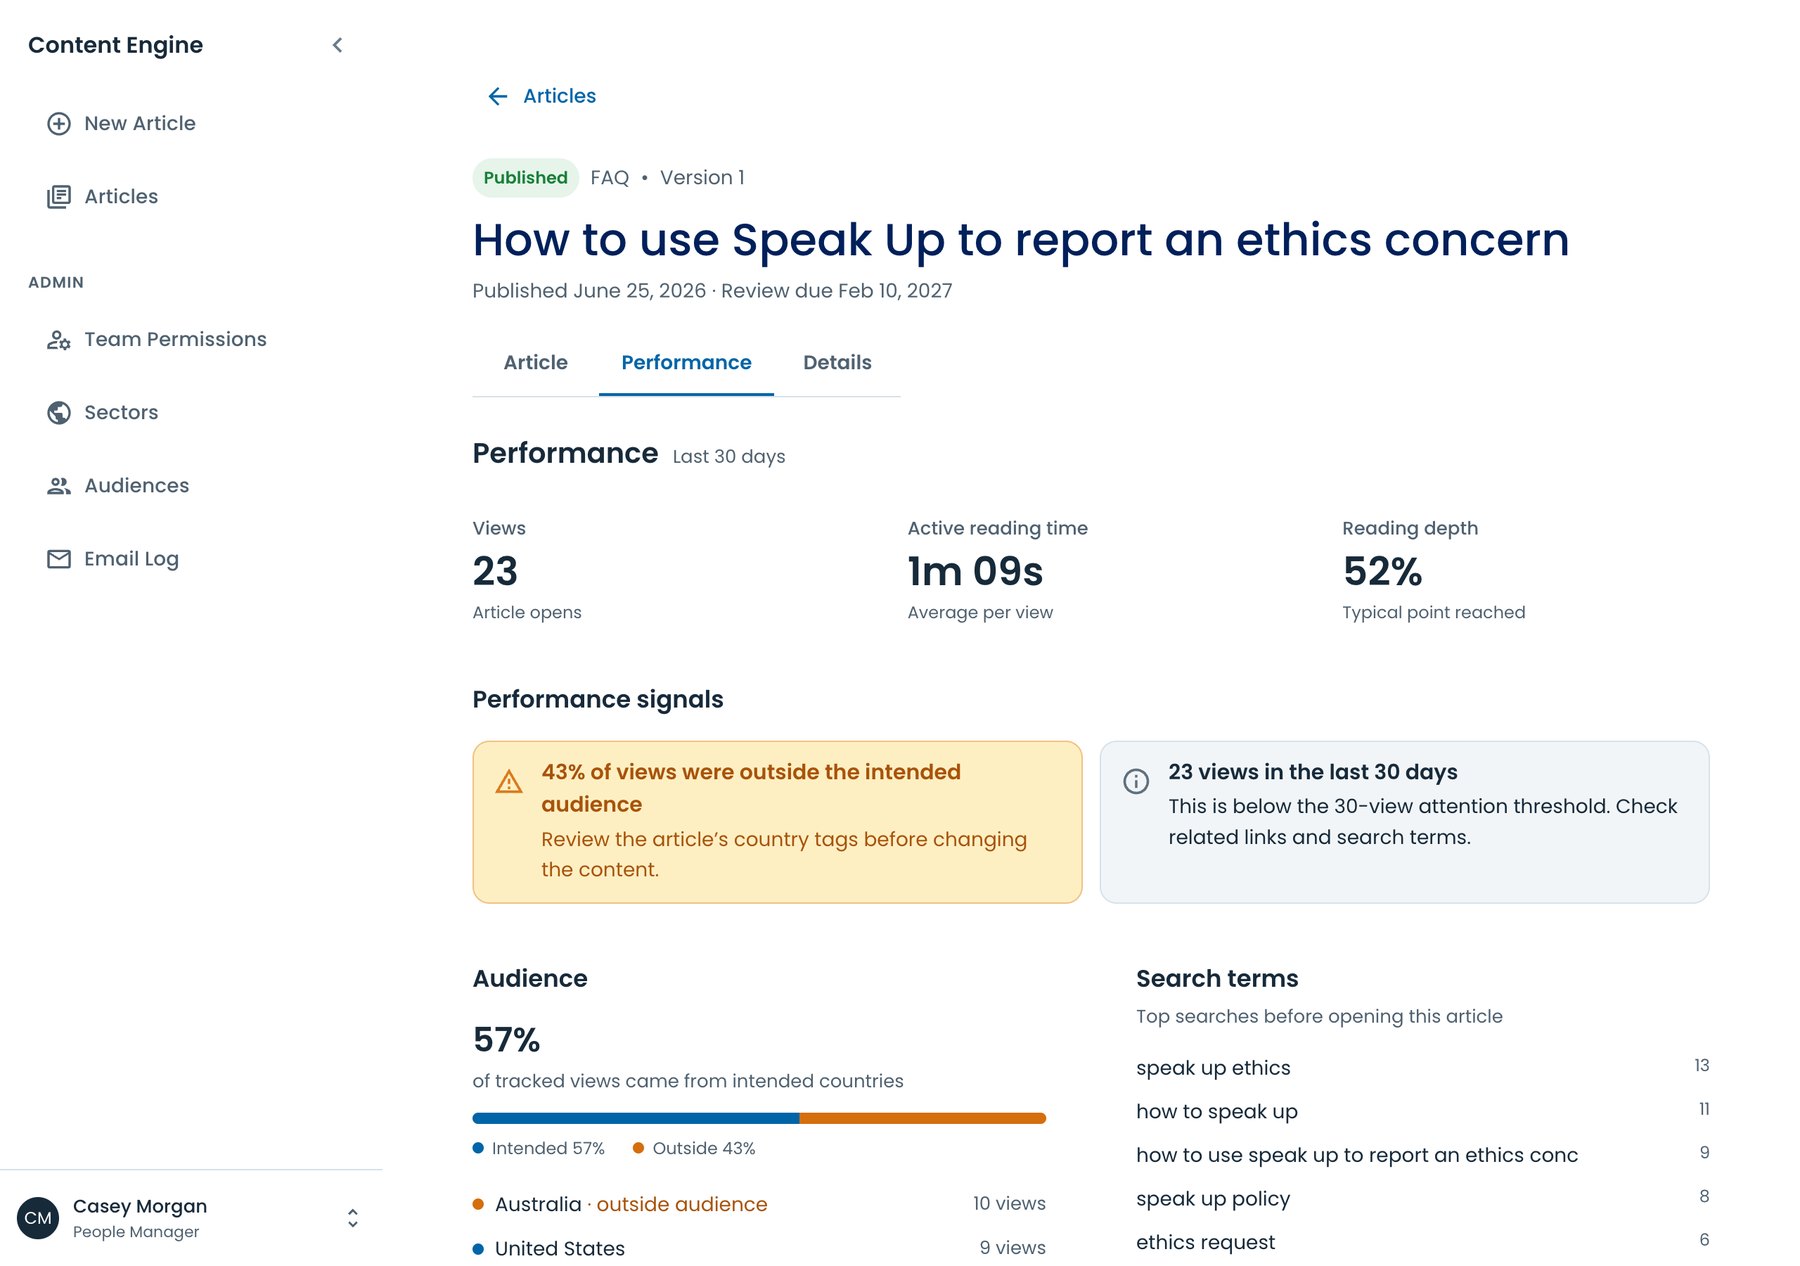 Content Engine
New Article
Articles
ADMIN
Team Permissions
Sectors
Audiences
Email Log
CM
Casey Morgan
People Manager
Articles
Published
FAQ • Version 1
How to use Speak Up to report an ethics concern
Published June 25, 2026 · Review due Feb 10, 2027
Article
Performance
Details
Performance
Last 30 days
Views
23
Article opens
Active reading time
1m 09s
Average per view
Reading depth
52%
Typical point reached
Performance signals
43% of views were outside the intended
audience
Review the article’s country tags before changing
the content.
23 views in the last 30 days
This is below the 30-view attention threshold. Check
related links and search terms.
Audience
57%
of tracked views came from intended countries
Intended 57%
Outside 43%
Australia · outside audience 10 views
United States 9 views
Search terms
Top searches before opening this article
speak up ethics 13
how to speak up 11
how to use speak up to report an ethics conc 9
speak up policy 8
ethics request 6